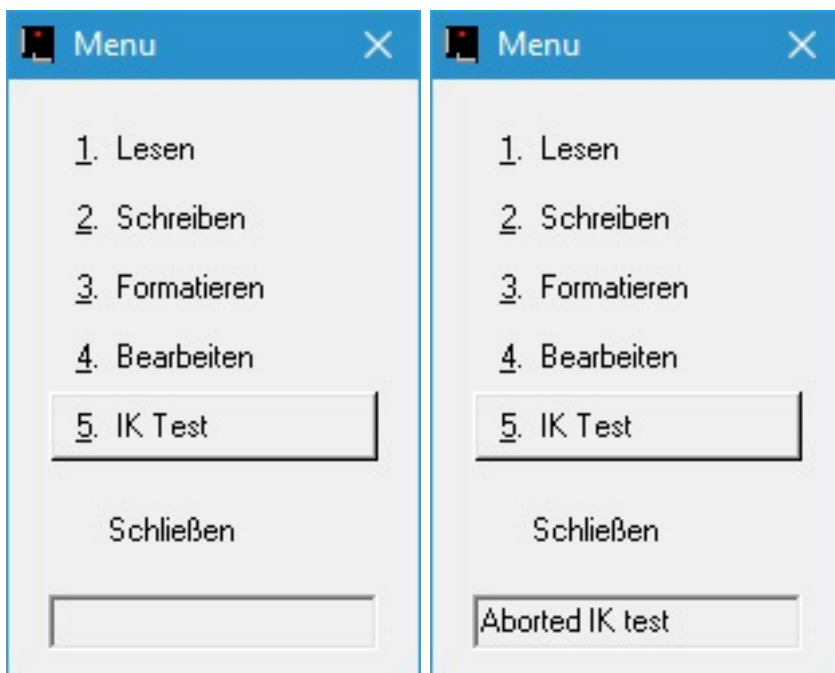 Menu
1. Lesen
2. Schreiben
3. Formatieren
4. Bearbeiten
5. IK Test
Schließen
Menu
1. Lesen
2. Schreiben
3. Formatieren
4. Bearbeiten
5. IK Test
Schließen
Aborted IK test